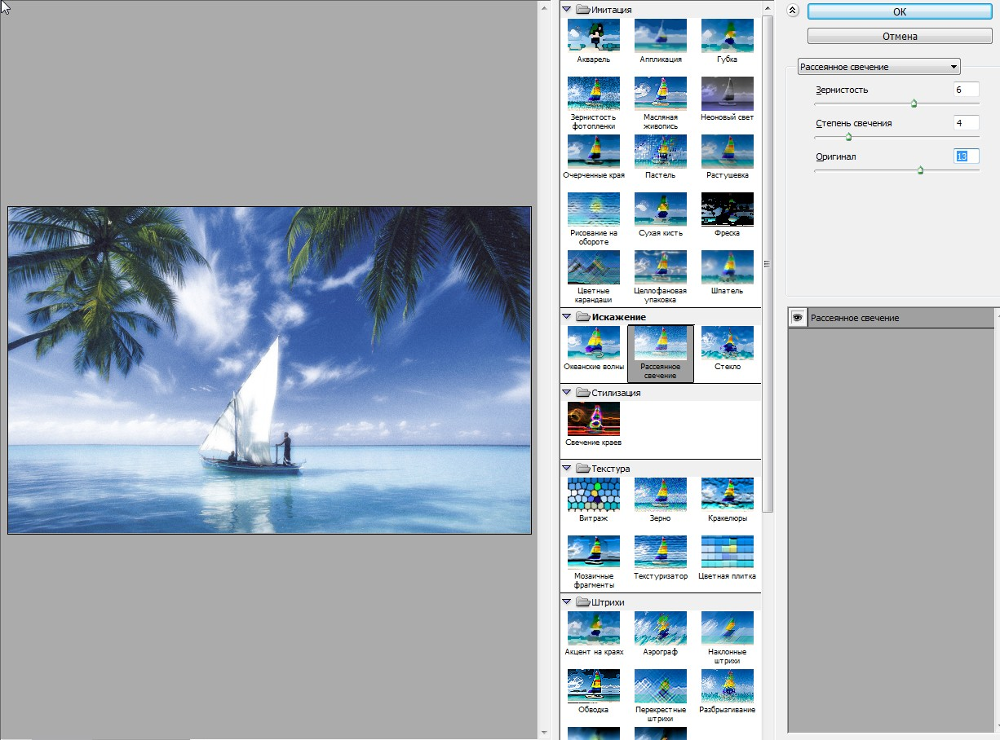 Имитация
Акварель
Аппликация
Губка
Зернистость
фотопленки
Масляная
живопись
Неоновый свет
Очерченные края
Пастель
Растушевка
Рисование на
обороте
Сухая кисть
Фреска
Цветные
карандаши
Целлофановая
упаковка
Шпатель
Искажение
Океанские волны
Рассеянное
свечение
Стекло
Стилизация
Свечение краев
Текстура
Витраж
Зерно
Кракелюры
Мозаичные
фрагменты
Текстуризатор
Цветная плитка
Штрихи
Акцент на краях
Аэрограф
Наклонные
штрихи
Обводка
Перекрестные
штрихи
Разбрызгивание
ОК
Отмена
Рассеянное свечение
Зернистость 6
Степень свечения 4
Оригинал 13
Рассеянное свечение